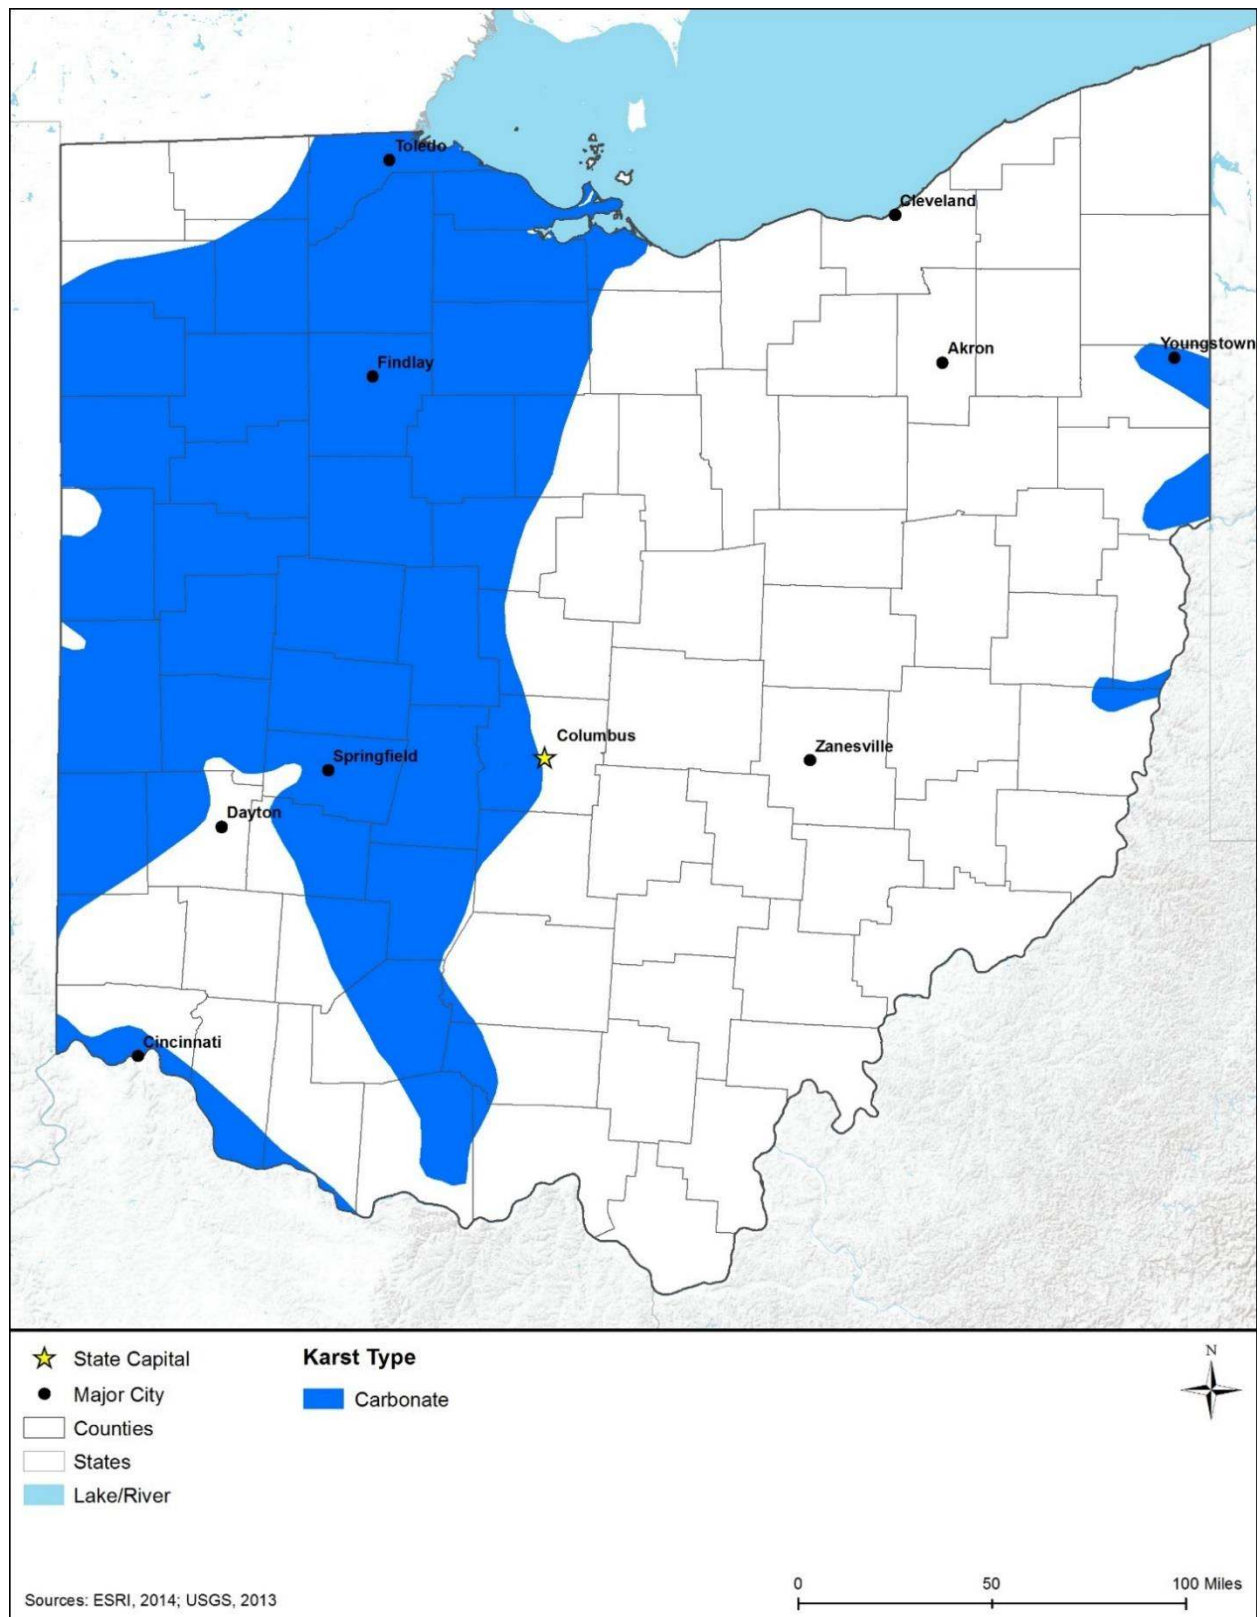 Toledo
Cleveland
Youngstown
Akron
Findlay
Columbus
Zanesville
Springfield
Dayton
Cincinnati
State Capital
Major City
Counties
States
Lake/River
Karst Type
Carbonate
N
0 50 100 Miles
Sources: ESRI, 2014; USGS, 2013